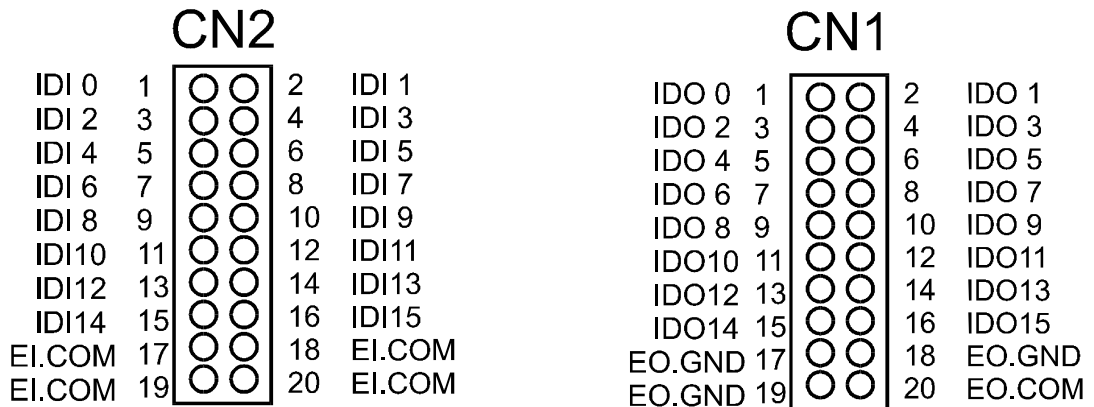 CN2
IDI 0 1 2 IDI 1
IDI 2 3 4 IDI 3
IDI 4 5 6 IDI 5
IDI 6 7 8 IDI 7
IDI 8 9 10 IDI 9
IDI10 11 12 IDI11
IDI12 13 14 IDI13
IDI14 15 16 IDI15
EI.COM 17 18 EI.COM
EI.COM 19 20 EI.COM
CN1
IDO 0 1 2 IDO 1
IDO 2 3 4 IDO 3
IDO 4 5 6 IDO 5
IDO 6 7 8 IDO 7
IDO 8 9 10 IDO 9
IDO10 11 12 IDO11
IDO12 13 14 IDO13
IDO14 15 16 IDO15
EO.GND 17 18 EO.GND
EO.GND 19 20 EO.COM